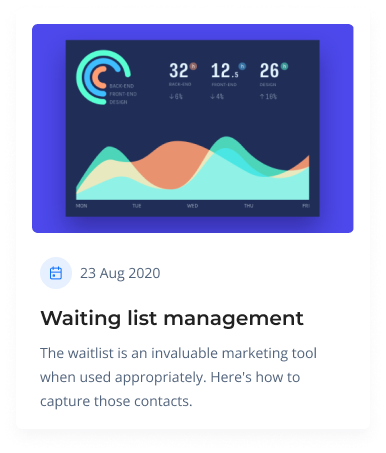 32 h
12.5 h
26 h
BACK-END
FRONT-END
DESIGN
↓6%
↓4%
↑18%
BACK-END
FRONT-END
DESIGN
MON TUE WED THU FRI
23 Aug 2020
Waiting list management
The waitlist is an invaluable marketing tool
when used appropriately. Here's how to
capture those contacts.